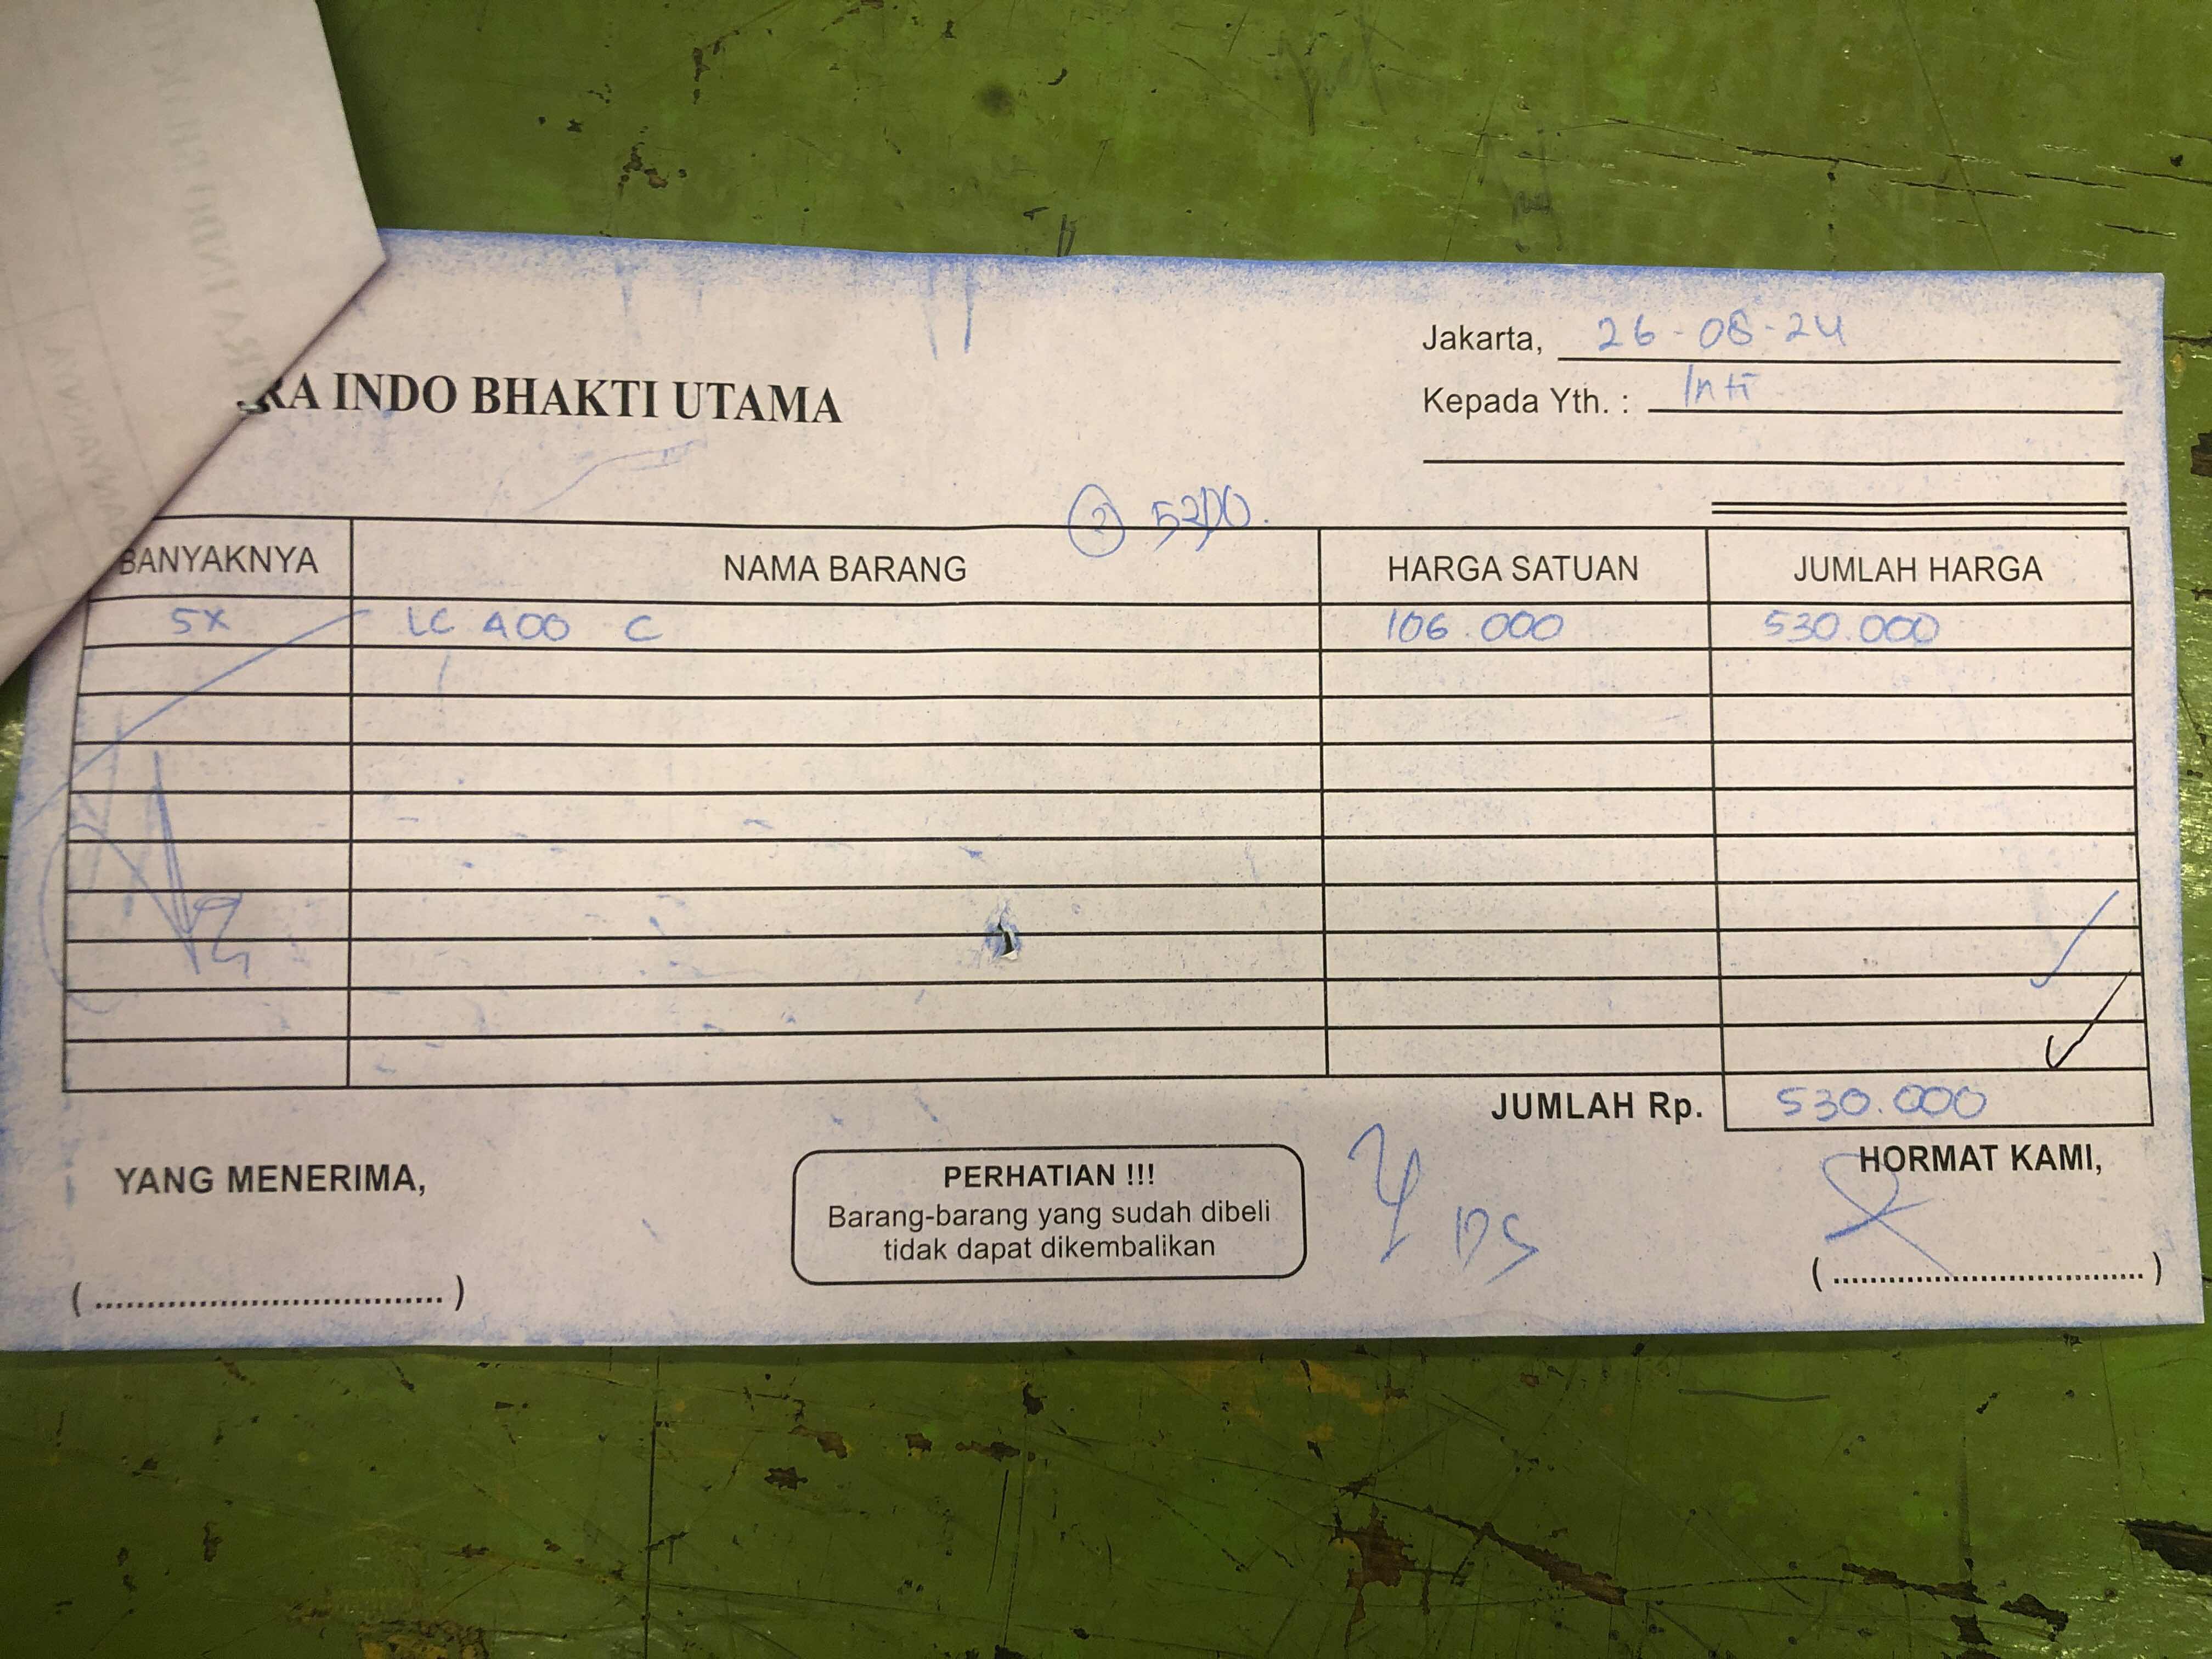 Jakarta, 26-08-24
RA INDO BHAKTI UTAMA
Kepada Yth. : Inti
BANYAKNYA NAMA BARANG HARGA SATUAN JUMLAH HARGA
5X LC 400 C 106.000 530.000
JUMLAH Rp. 530.000
YANG MENERIMA,
PERHATIAN !!!
Barang-barang yang sudah dibeli
tidak dapat dikembalikan
DS
HORMAT KAMI,
(....................................)
(....................................)